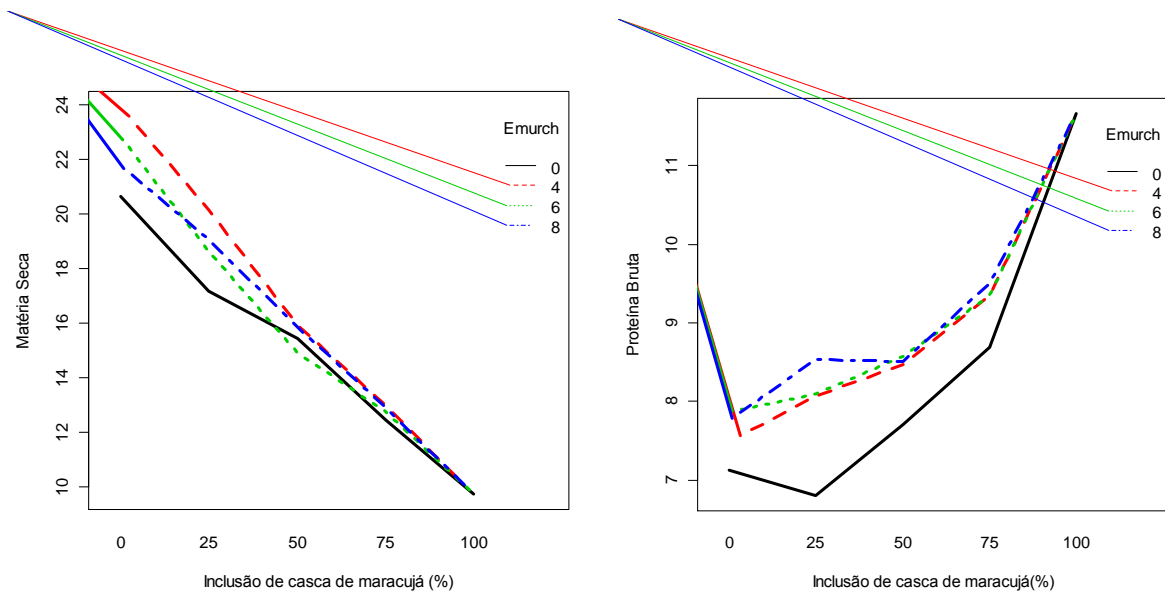 Matéria Seca
24
22
20
18
16
14
12
10
0 25 50 75 100
Inclusão de casca de maracujá (%)
Emurch
0
4
6
8
Proteína Bruta
11
10
9
8
7
0 25 50 75 100
Inclusão de casca de maracujá(%)
Emurch
0
4
6
8